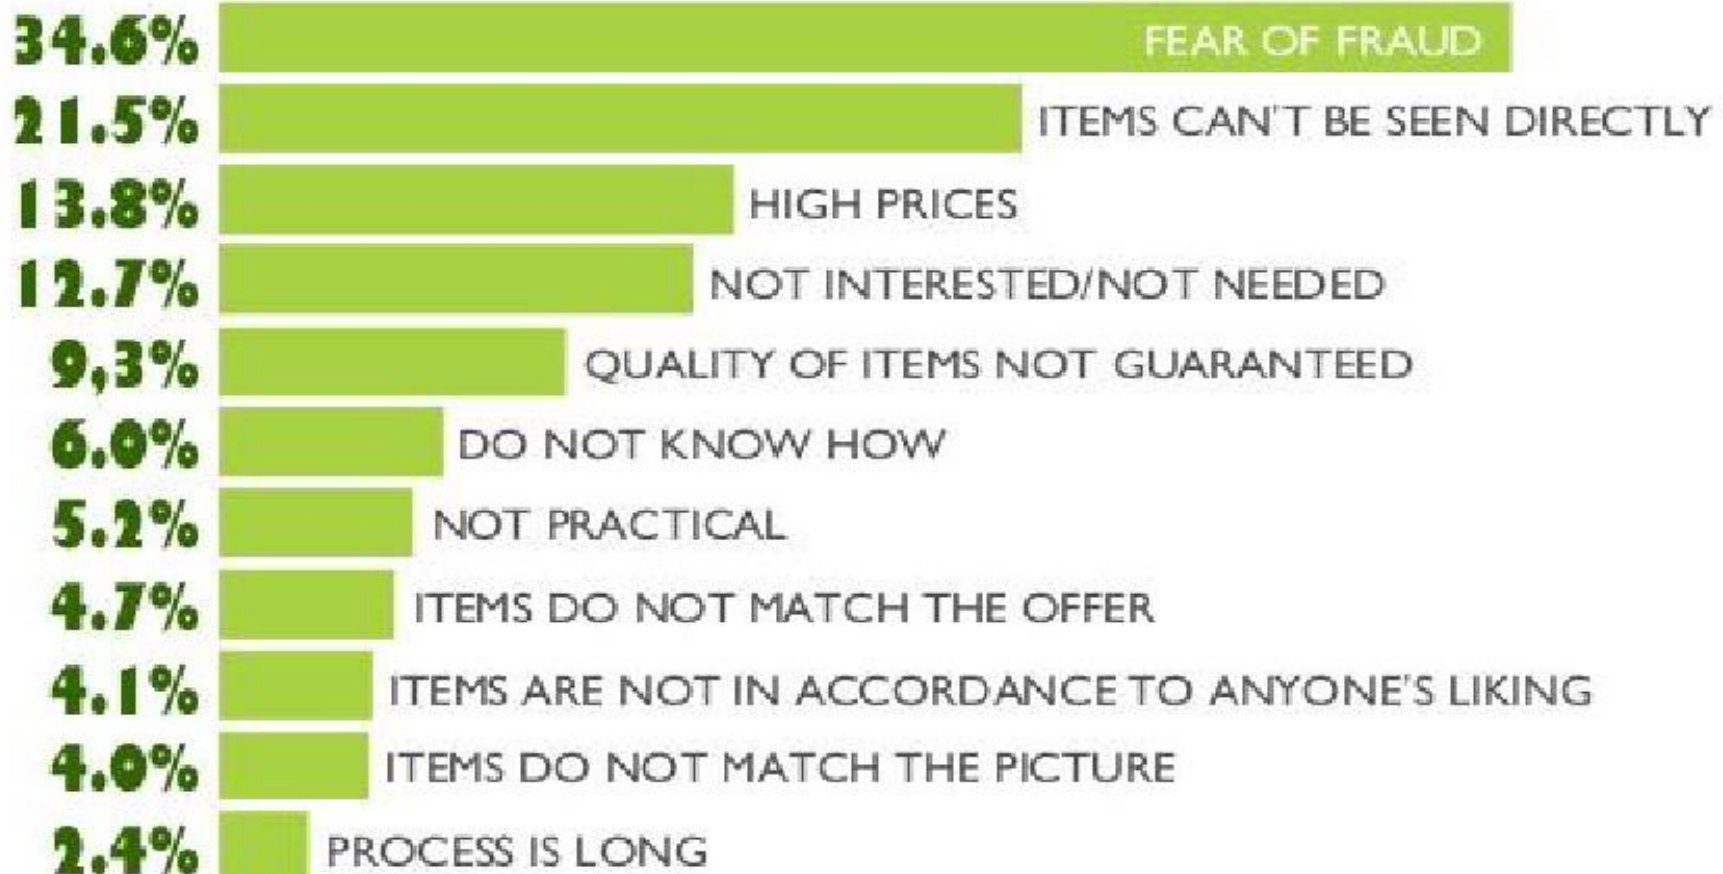 34.6% FEAR OF FRAUD
21.5% ITEMS CAN'T BE SEEN DIRECTLY
13.8% HIGH PRICES
12.7% NOT INTERESTED/NOT NEEDED
9,3% QUALITY OF ITEMS NOT GUARANTEED
6.0% DO NOT KNOW HOW
5.2% NOT PRACTICAL
4.7% ITEMS DO NOT MATCH THE OFFER
4.1% ITEMS ARE NOT IN ACCORDANCE TO ANYONE'S LIKING
4.0% ITEMS DO NOT MATCH THE PICTURE
2.4% PROCESS IS LONG